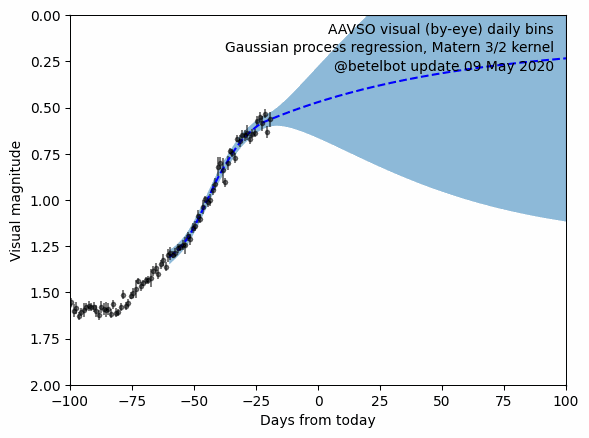 AAVSO visual (by-eye) daily bins
Gaussian process regression, Matern 3/2 kernel
@betelbot update 09 May 2020
0.00
0.25
0.50
0.75
1.00
1.25
1.50
1.75
2.00
Visual magnitude
−100 −75 −50 −25 0 25 50 75 100
Days from today